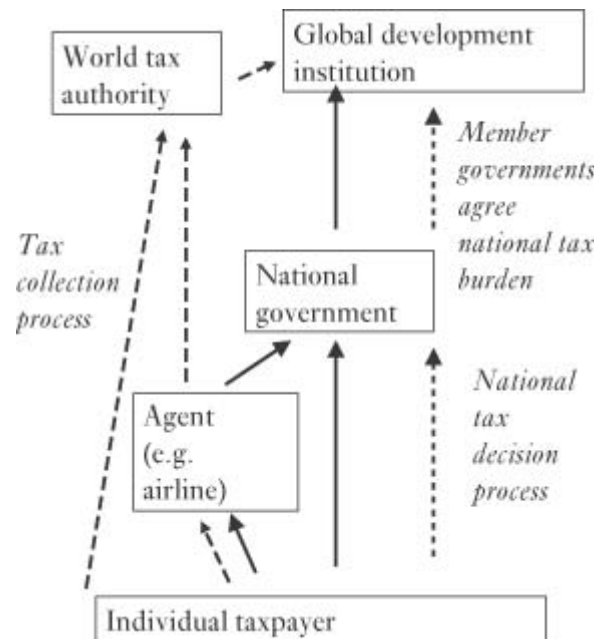 World tax
authority
Global development
institution
Member
governments
agree
national tax
burden
Tax
collection
process
National
government
National
tax
decision
process
Agent
(e.g.
airline)
Individual taxpayer